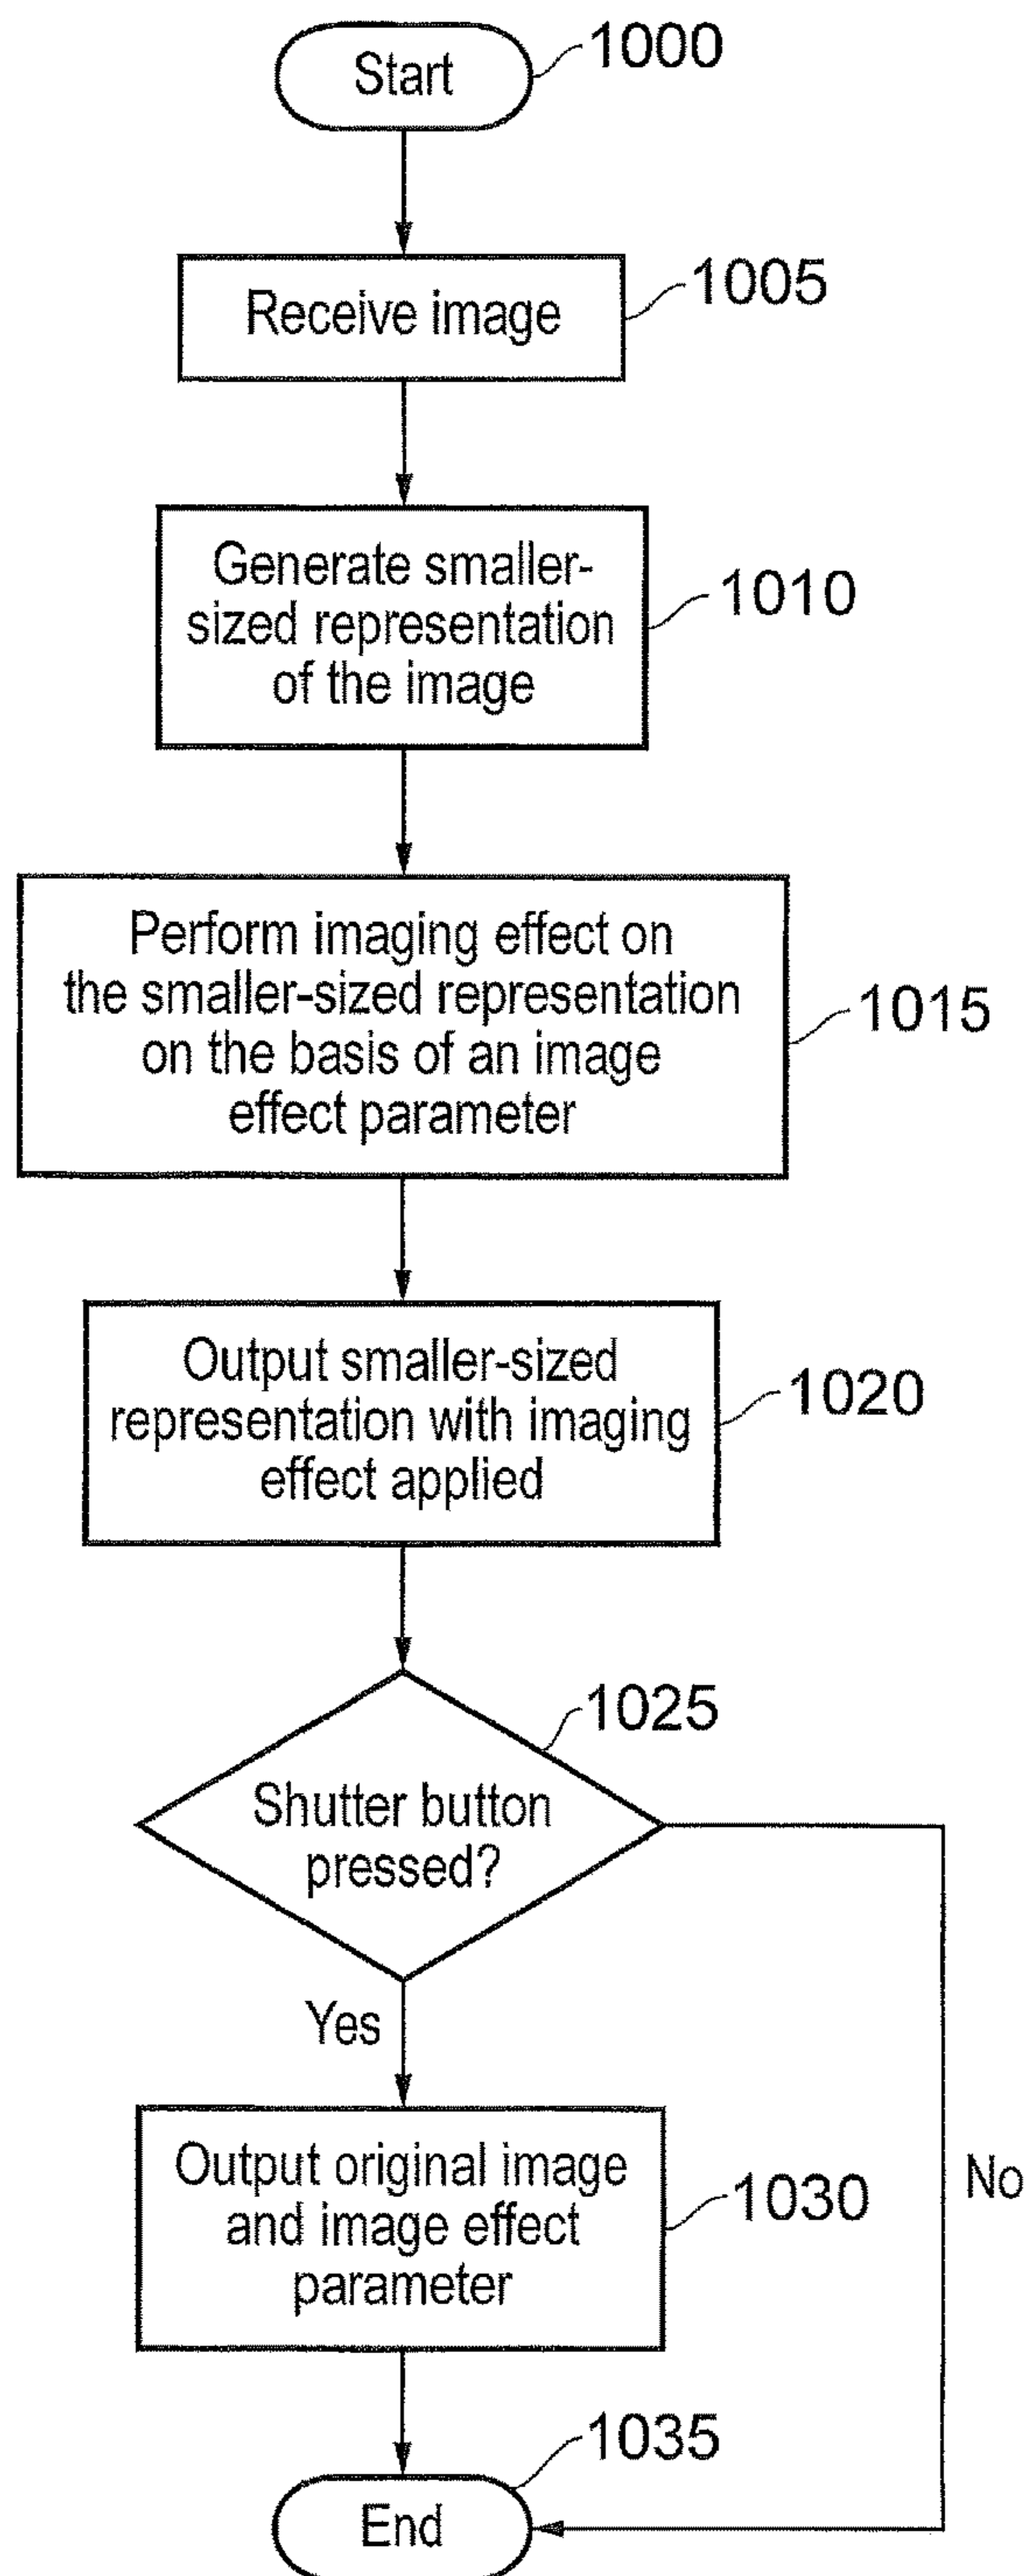 Start
1000
Receive image
1005
Generate smaller-
sized representation
of the image
1010
Perform imaging effect on
the smaller-sized representation
on the basis of an image
effect parameter
1015
Output smaller-sized
representation with imaging
effect applied
1020
1025
Shutter button
pressed?
Yes
No
Output original image
and image effect
parameter
1030
1035
End